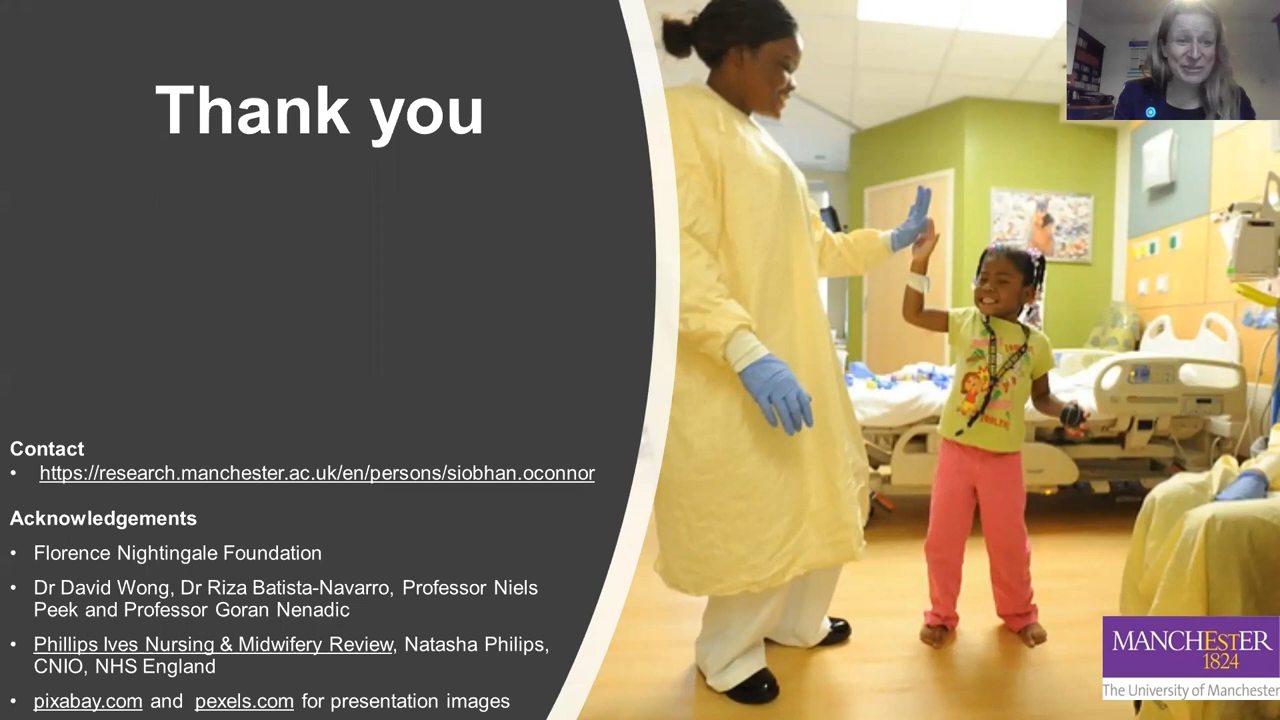 Thank you
Contact
• https://research.manchester.ac.uk/en/persons/siobhan.oconnor
Acknowledgements
• Florence Nightingale Foundation
• Dr David Wong, Dr Riza Batista-Navarro, Professor Niels
Peek and Professor Goran Nenadic
• Phillips Ives Nursing & Midwifery Review, Natasha Philips,
CNIO, NHS England
• pixabay.com and pexels.com for presentation images
MANCHESTER
1824
The University of Manchester